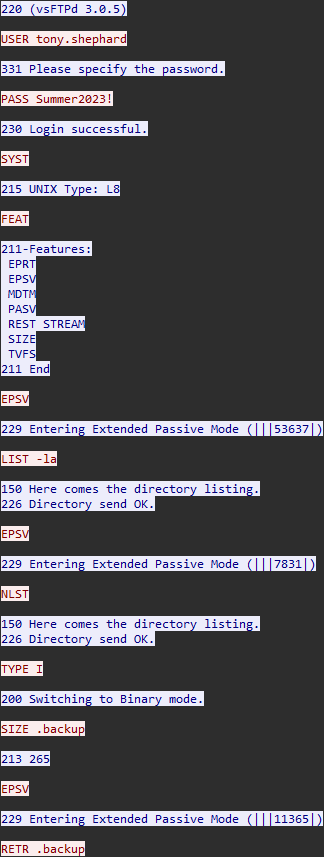 220 (vsFTPd 3.0.5)
USER tony.shephard
331 Please specify the password.
PASS Summer2023!
230 Login successful.
SYST
215 UNIX Type: L8
FEAT
211-Features:
EPRT
EPSV
MDTM
PASV
REST STREAM
SIZE
TVFS
211 End
EPSV
229 Entering Extended Passive Mode (|||53637|)
LIST -la
150 Here comes the directory listing.
226 Directory send OK.
EPSV
229 Entering Extended Passive Mode (|||7831|)
NLST
150 Here comes the directory listing.
226 Directory send OK.
TYPE I
200 Switching to Binary mode.
SIZE .backup
213 265
EPSV
229 Entering Extended Passive Mode (|||11365|)
RETR .backup